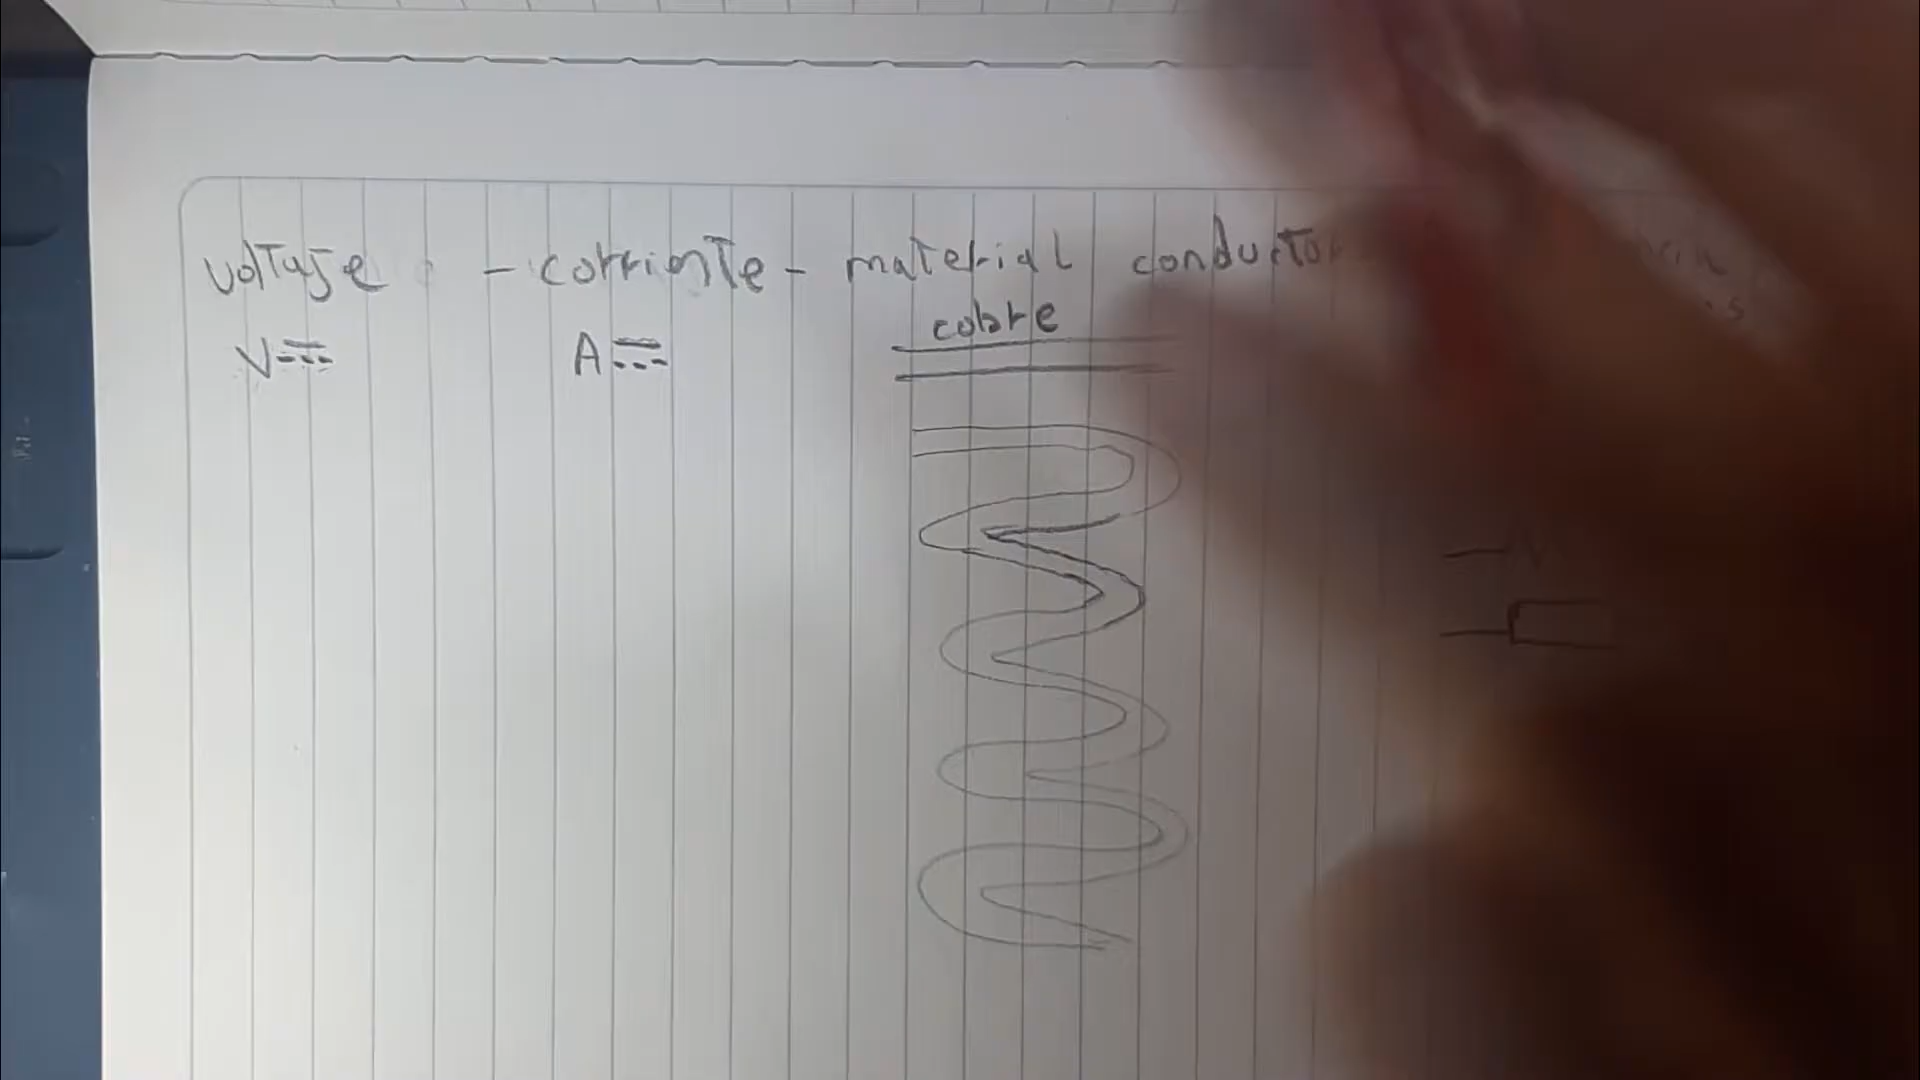 voltaje - corriente - material conductor
cobre
V⎓ A⎓